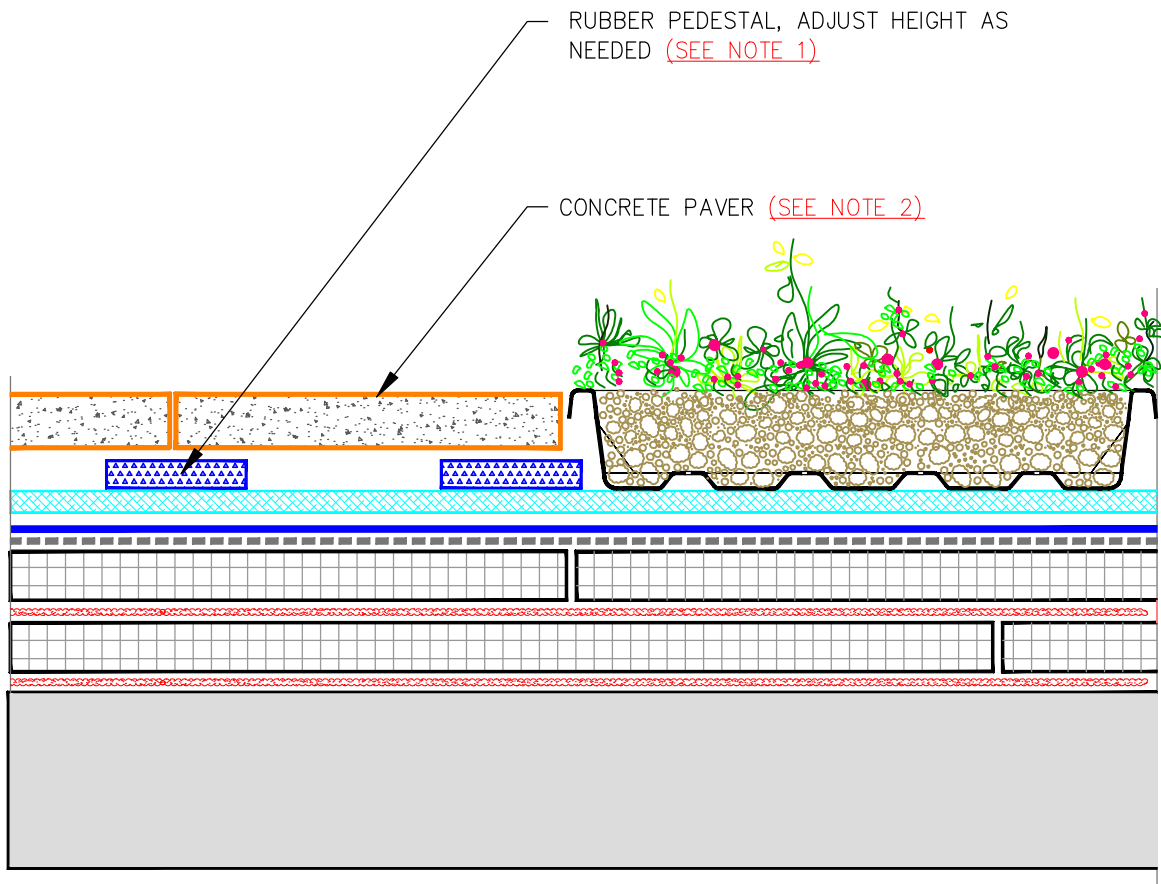 RUBBER PEDESTAL, ADJUST HEIGHT AS
NEEDED (SEE NOTE 1)
CONCRETE PAVER (SEE NOTE 2)